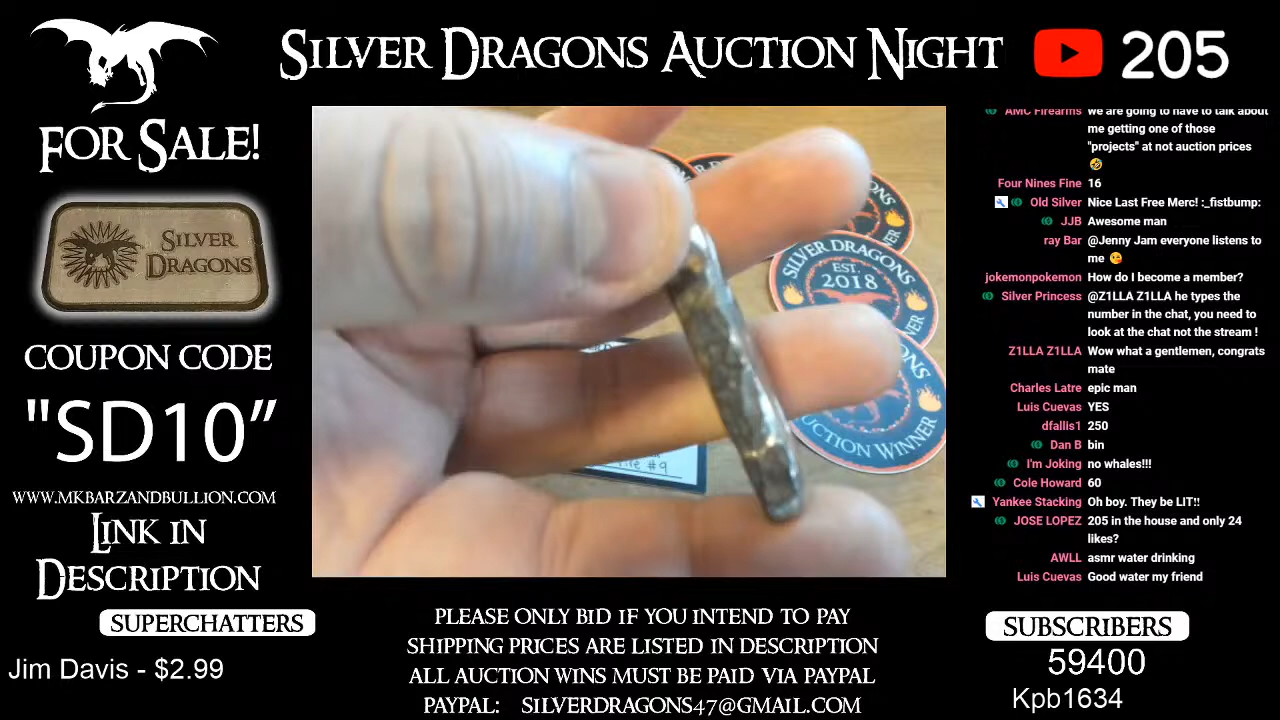 SILVER DRAGONS AUCTION NIGHT
205
FOR SALE!
SILVER
DRAGONS
COUPON CODE
"SD10”
WWW.MKBARZANDBULLION.COM
LINK IN
DESCRIPTION
SUPERCHATTERS
Jim Davis - $2.99
SILVER DRAGONS
EST.
2018
WINNER
AUCTION WINNER
#9
PLEASE ONLY BID IF YOU INTEND TO PAY
SHIPPING PRICES ARE LISTED IN DESCRIPTION
ALL AUCTION WINS MUST BE PAID VIA PAYPAL
PAYPAL: SILVERDRAGONS47@GMAIL.COM
AMC Firearms we are going to have to talk about
me getting one of those
"projects" at not auction prices
🤣
Four Nines Fine 16
Old Silver Nice Last Free Merc! :_fistbump:
JJB Awesome man
ray Bar @Jenny Jam everyone listens to
me 😘
jokemonpokemon How do I become a member?
Silver Princess @Z1LLA Z1LLA he types the
number in the chat, you need to
look at the chat not the stream !
Z1LLA Z1LLA Wow what a gentlemen, congrats
mate
Charles Latre epic man
Luis Cuevas YES
dfallis1 250
Dan B bin
I'm Joking no whales!!!
Cole Howard 60
Yankee Stacking Oh boy. They be LIT!!
JOSE LOPEZ 205 in the house and only 24
likes?
AWLL asmr water drinking
Luis Cuevas Good water my friend
SUBSCRIBERS
59400
Kpb1634